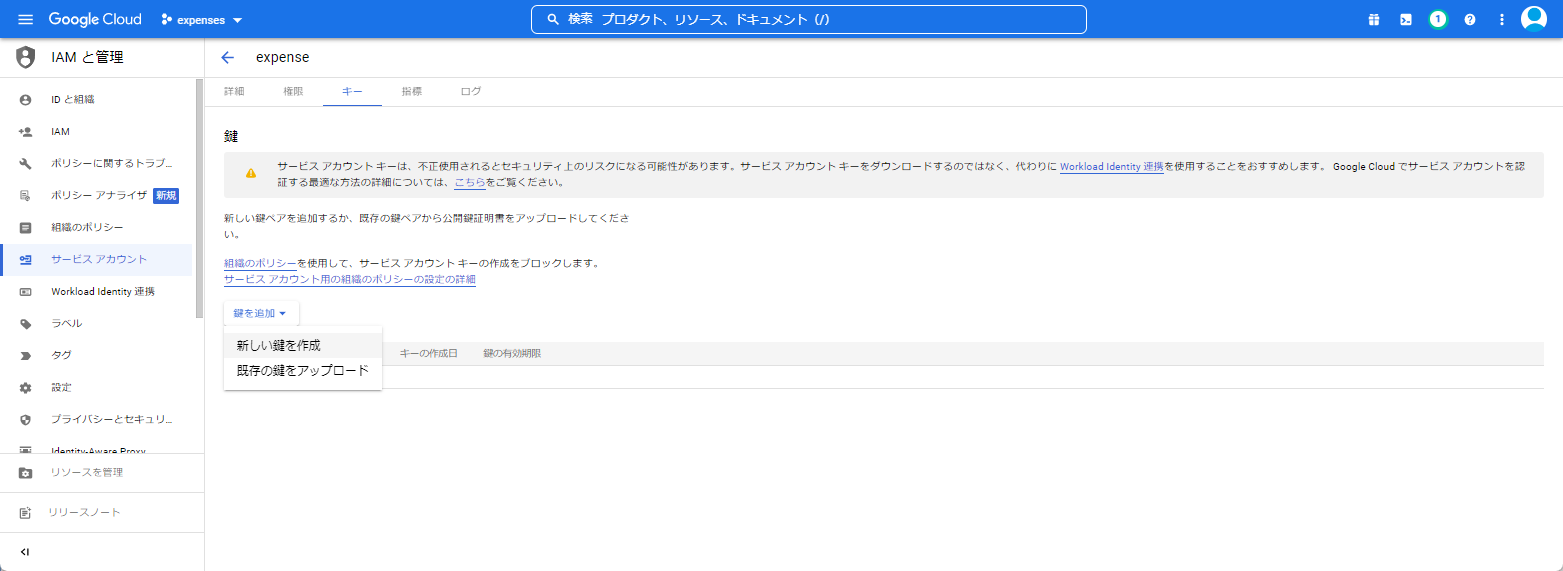 Google Cloud
expenses
検索 プロダクト、リソース、ドキュメント (/)
1
IAM と管理
expense
ID と組織
IAM
ポリシーに関するトラブ...
ポリシー アナライザ 新規
組織のポリシー
サービス アカウント
Workload Identity 連携
ラベル
タグ
設定
プライバシーとセキュリ...
Identity-Aware Proxy
リソースを管理
リリースノート
詳細 権限 キー 指標 ログ
鍵
サービス アカウント キーは、不正使用されるとセキュリティ上のリスクになる可能性があります。サービス アカウント キーをダウンロードするのではなく、代わりに Workload Identity 連携を使用することをおすすめします。 Google Cloud でサービス アカウントを認
証する最適な方法の詳細については、こちらをご覧ください。
新しい鍵ペアを追加するか、既存の鍵ペアから公開鍵証明書をアップロードしてくださ
い。
組織のポリシーを使用して、サービス アカウント キーの作成をブロックします。
サービス アカウント用の組織のポリシーの設定の詳細
鍵を追加
新しい鍵を作成
既存の鍵をアップロード
キーの作成日 鍵の有効期限